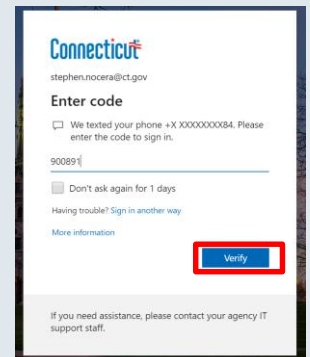 Connecticut
stephen.nocera@ct.gov
Enter code
We texted your phone +X XXXXXXXX84. Please
enter the code to sign in.
900891
Don't ask again for 1 days
Having trouble? Sign in another way
More information
Verify
If you need assistance, please contact your agency IT
support staff.